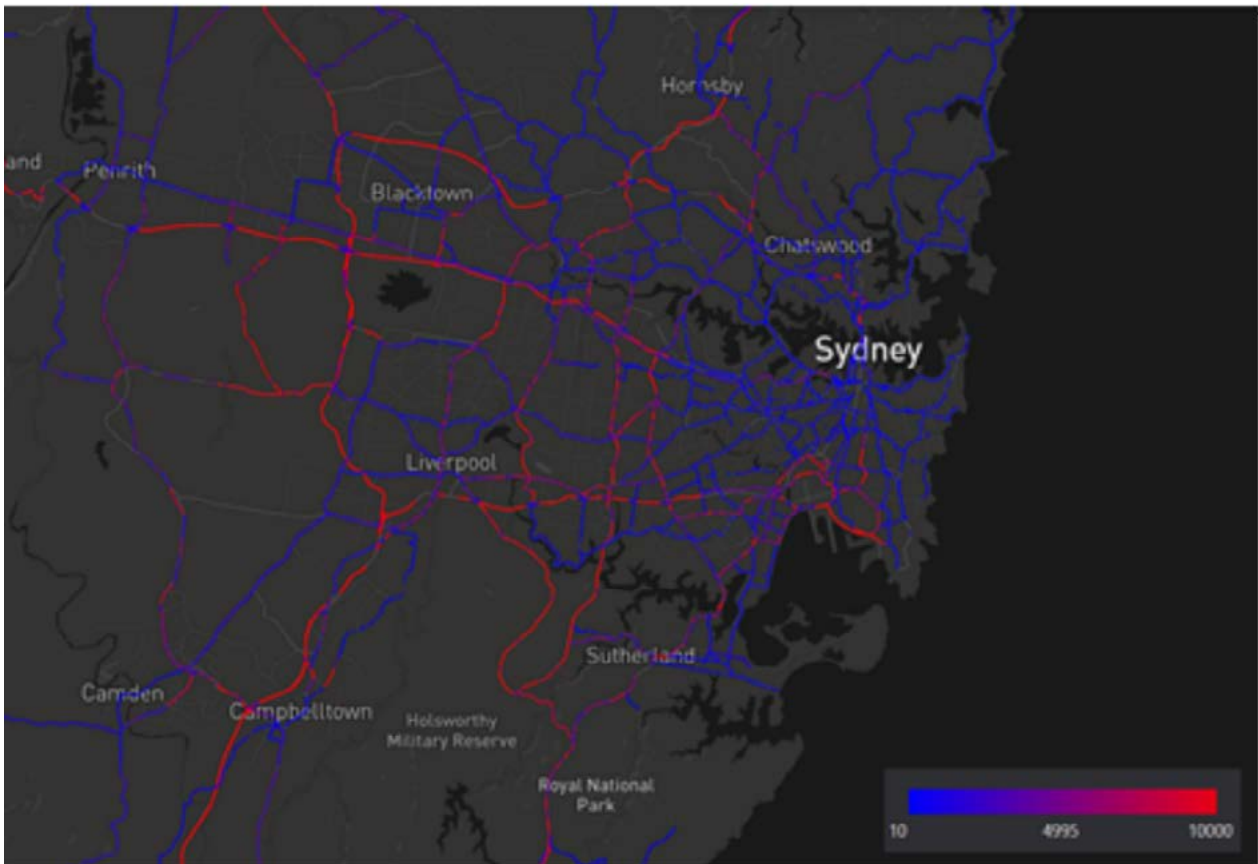 Hornsby
and
Penrith
Blacktown
Chatswood
Sydney
Liverpool
Sutherland
Camden
Campbelltown
Holsworthy
Military Reserve
Royal National
Park
10 4995 10000